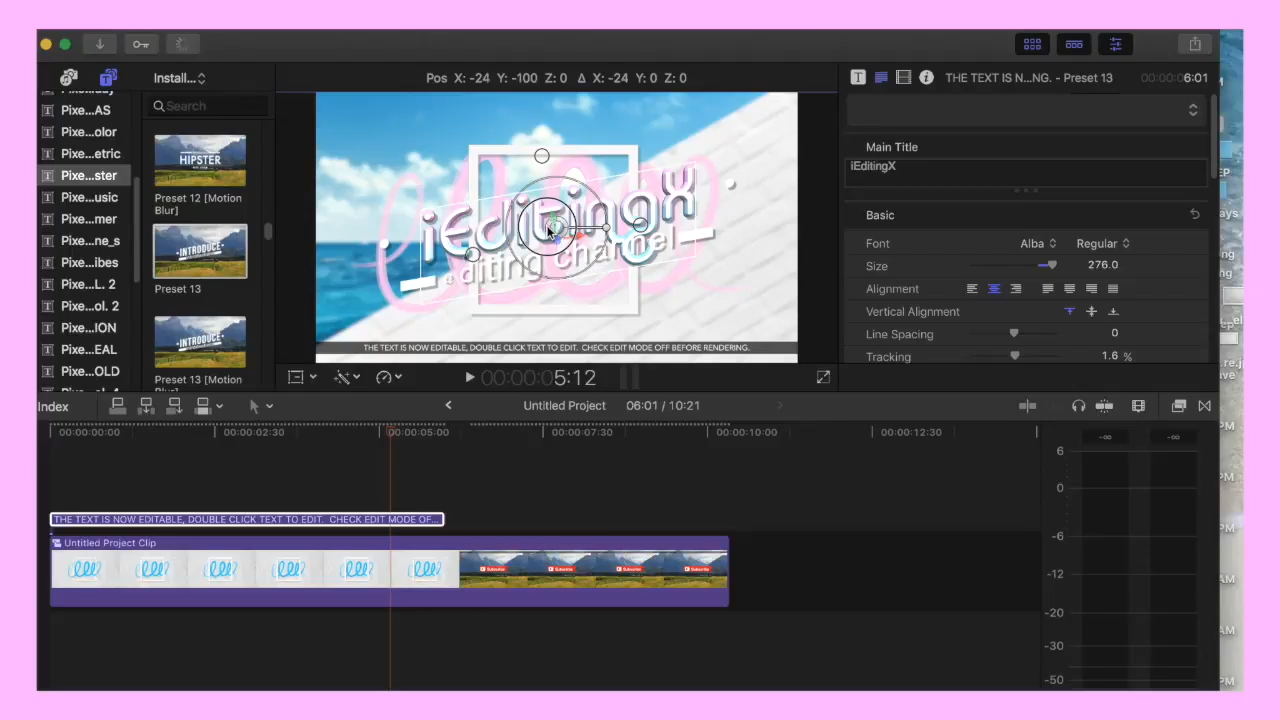 Install...
Pos X: -24 Y: -100 Z: 0 Δ X: -24 Y: 0 Z: 0
THE TEXT IS N...NG. - Preset 13
6:01
Search
Pixe...AS
Pixe...olor
Pixe...etric
Pixe...ster
Pixe...usic
Pixe...mer
Pixe...ne_s
Pixe...ibes
Pixe...L. 2
Pixe...ol. 2
Pixe...ION
Pixe...EAL
Pixe...OLD
HIPSTER
Preset 12 [Motion
Blur]
INTRODUCE
Preset 13
INTRODUCE
Preset 13 [Motion
iEditingX
editing channel
THE TEXT IS NOW EDITABLE, DOUBLE CLICK TEXT TO EDIT. CHECK EDIT MODE OFF BEFORE RENDERING.
Main Title
iEditingX
Basic
Font Alba Regular
Size 276.0
Alignment
Vertical Alignment
Line Spacing 0
Tracking 1.6 %
00:00:05:12
Index
Untitled Project 06:01 / 10:21
00:00:00:00 00:00:02:30 00:00:05:00 00:00:07:30 00:00:10:00 00:00:12:30
THE TEXT IS NOW EDITABLE, DOUBLE CLICK TEXT TO EDIT. CHECK EDIT MODE OF...
Untitled Project Clip
Subscribe Subscribe Subscribe Subscribe
-∞ -∞
6
0
-6
-12
-20
-30
-50